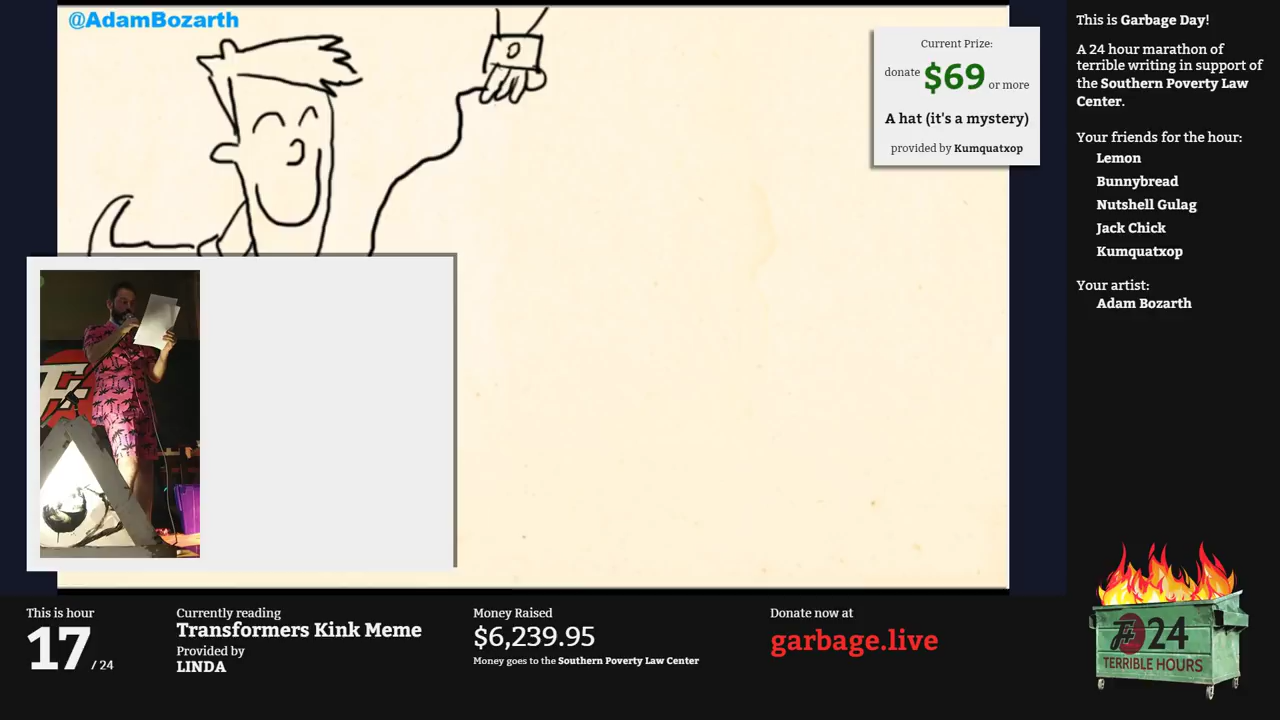 @AdamBozarth
Current Prize:
donate $69 or more
A hat (it's a mystery)
provided by Kumquatxop
This is Garbage Day!
A 24 hour marathon of
terrible writing in support of
the Southern Poverty Law
Center.
Your friends for the hour:
Lemon
Bunnybread
Nutshell Gulag
Jack Chick
Kumquatxop
Your artist:
Adam Bozarth
This is hour
17 / 24
Currently reading
Transformers Kink Meme
Provided by
LINDA
Money Raised
$6,239.95
Money goes to the Southern Poverty Law Center
Donate now at
garbage.live
24
TERRIBLE HOURS